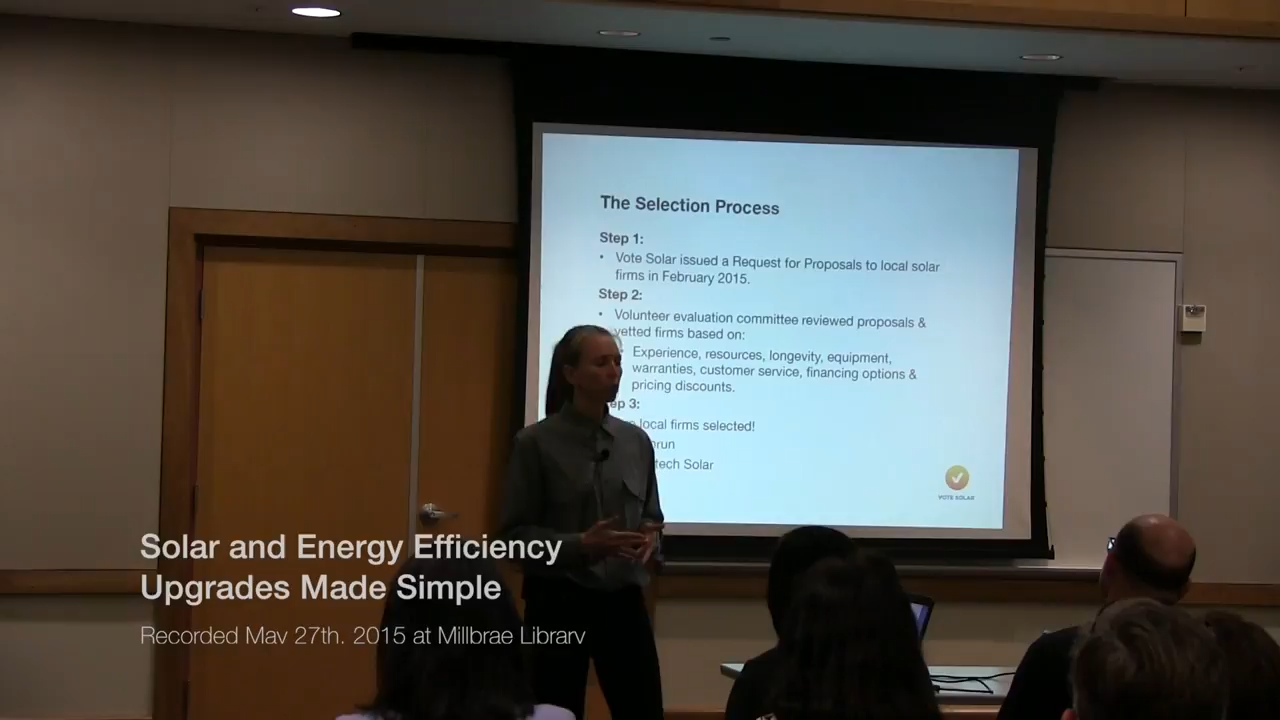 The Selection Process
Step 1:
• Vote Solar issued a Request for Proposals to local solar
firms in February 2015.
Step 2:
• Volunteer evaluation committee reviewed proposals &
vetted firms based on:
Experience, resources, longevity, equipment,
warranties, customer service, financing options &
pricing discounts.
ep 3:
local firms selected!
nrun
tech Solar
VOTE SOLAR
Solar and Energy Efficiency
Upgrades Made Simple
Recorded May 27th, 2015 at Millbrae Library